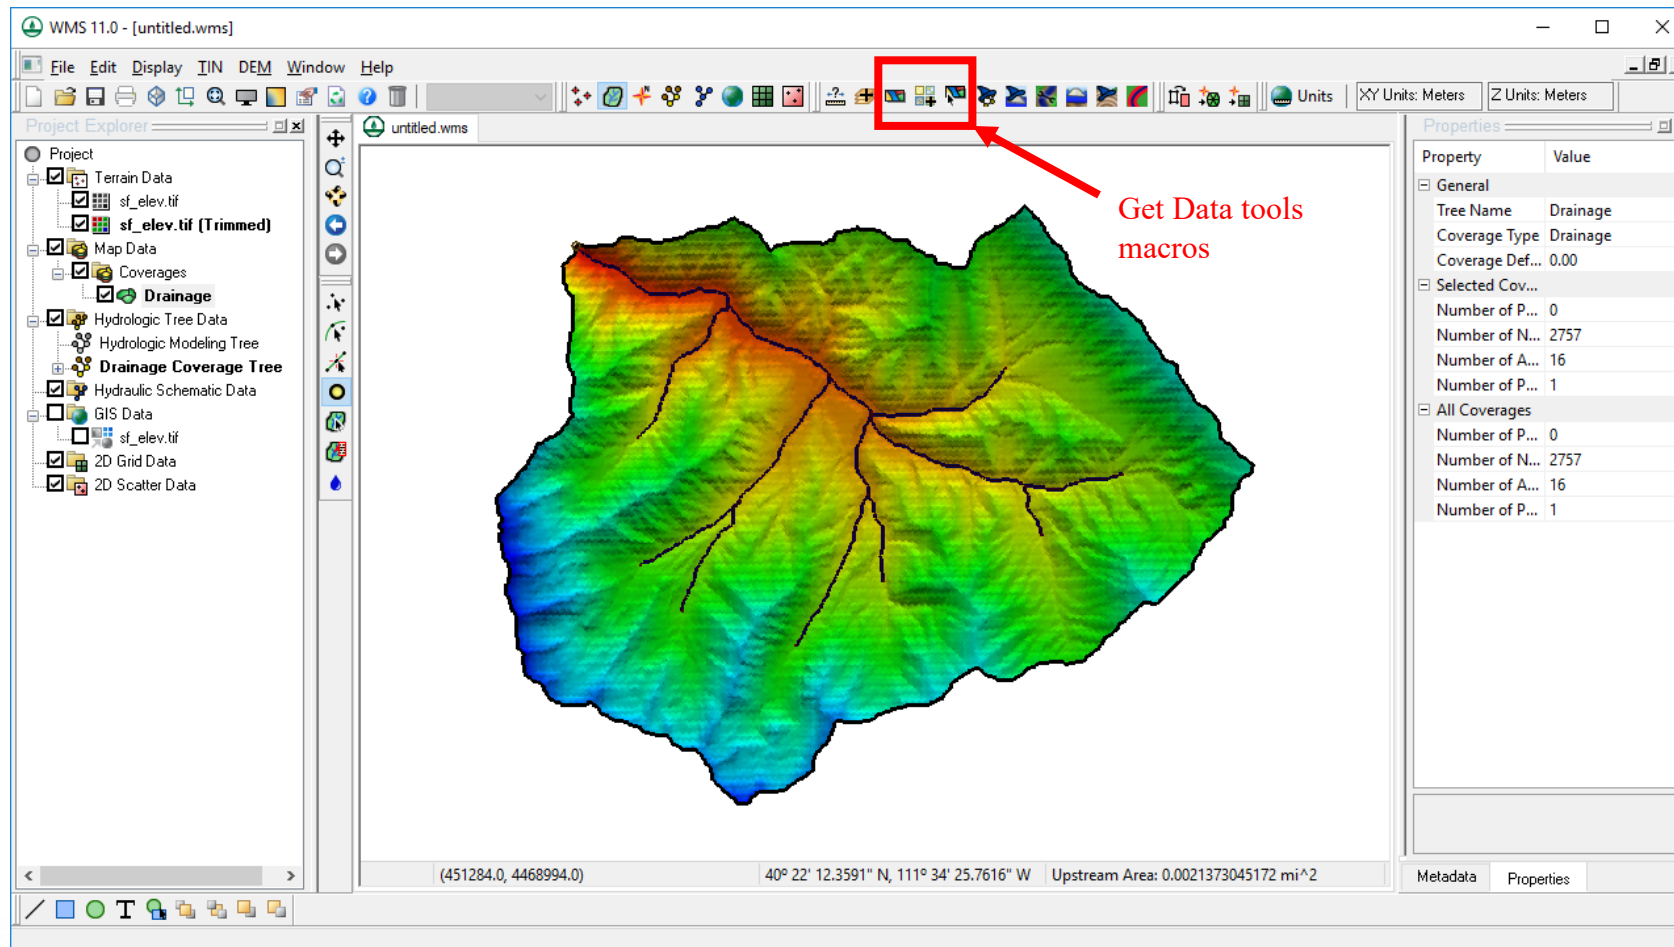 WMS 11.0 - [untitled.wms]
File Edit Display TIN DEM Window Help
Units
XY Units: Meters
Z Units: Meters
Project Explorer
Project
Terrain Data
sf_elev.tif
sf_elev.tif (Trimmed)
Map Data
Coverages
Drainage
Hydrologic Tree Data
Hydrologic Modeling Tree
Drainage Coverage Tree
Hydraulic Schematic Data
GIS Data
sf_elev.tif
2D Grid Data
2D Scatter Data
untitled.wms
Get Data tools
macros
(451284.0, 4468994.0)
40º 22' 12.3591" N, 111º 34' 25.7616" W
Upstream Area: 0.0021373045172 mi^2
Properties
Property Value
General
Tree Name Drainage
Coverage Type Drainage
Coverage Def... 0.00
Selected Cov...
Number of P... 0
Number of N... 2757
Number of A... 16
Number of P... 1
All Coverages
Number of P... 0
Number of N... 2757
Number of A... 16
Number of P... 1
Metadata Properties
T